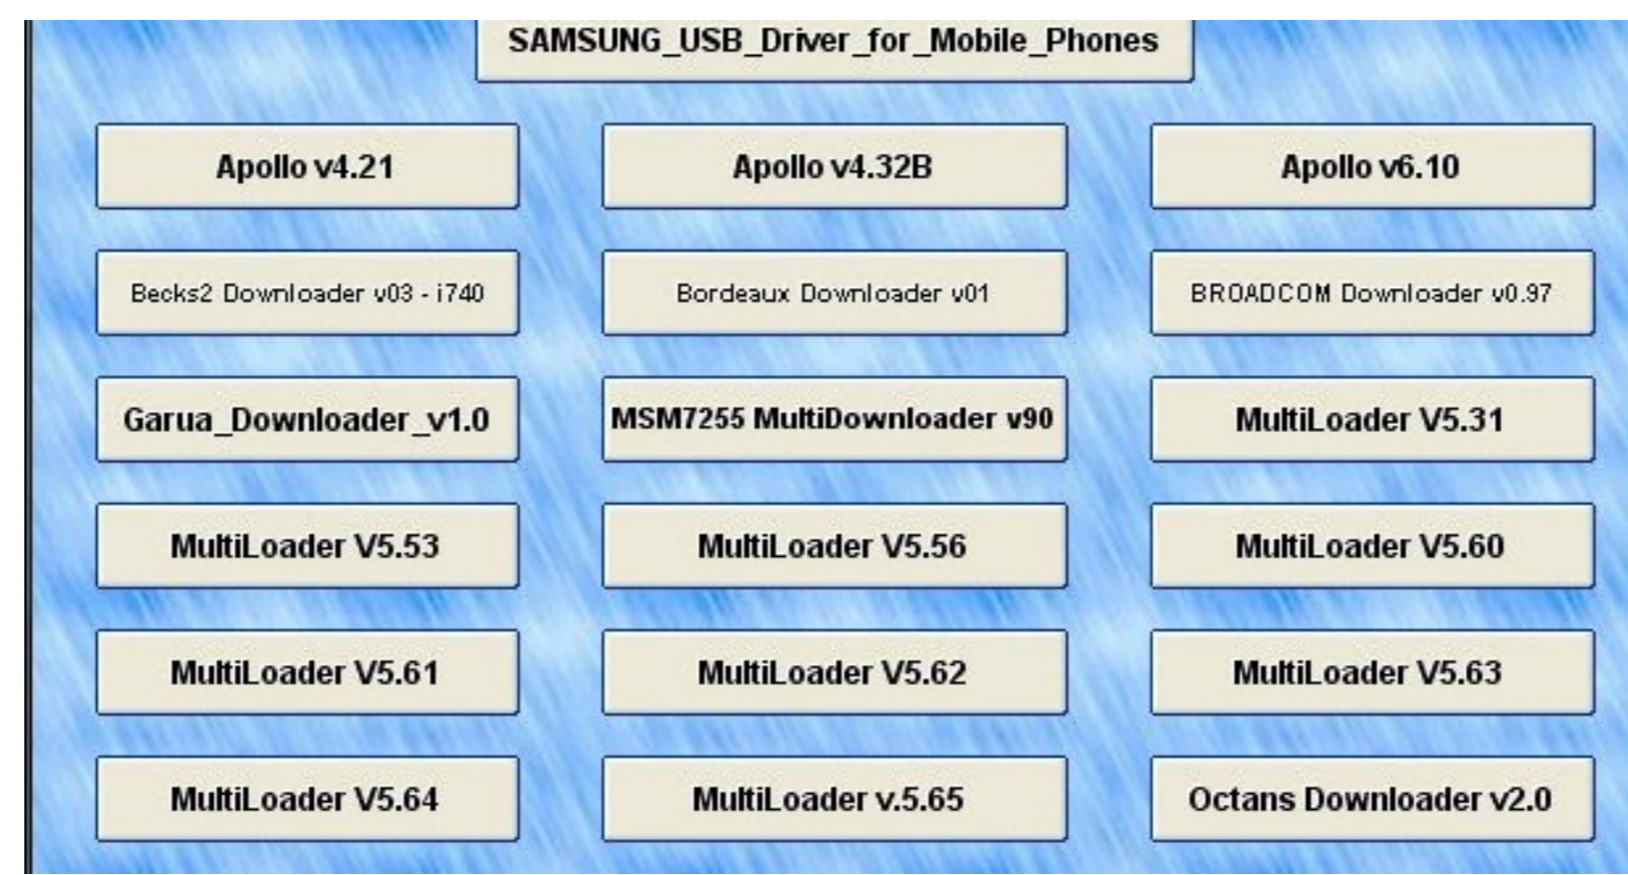 SAMSUNG_USB_Driver_for_Mobile_Phones
Apollo v4.21
Apollo v4.32B
Apollo v6.10
Becks2 Downloader v03 - i740
Bordeaux Downloader v01
BROADCOM Downloader v0.97
Garua_Downloader_v1.0
MSM7255 MultiDownloader v90
MultiLoader V5.31
MultiLoader V5.53
MultiLoader V5.56
MultiLoader V5.60
MultiLoader V5.61
MultiLoader V5.62
MultiLoader V5.63
MultiLoader V5.64
MultiLoader v.5.65
Octans Downloader v2.0